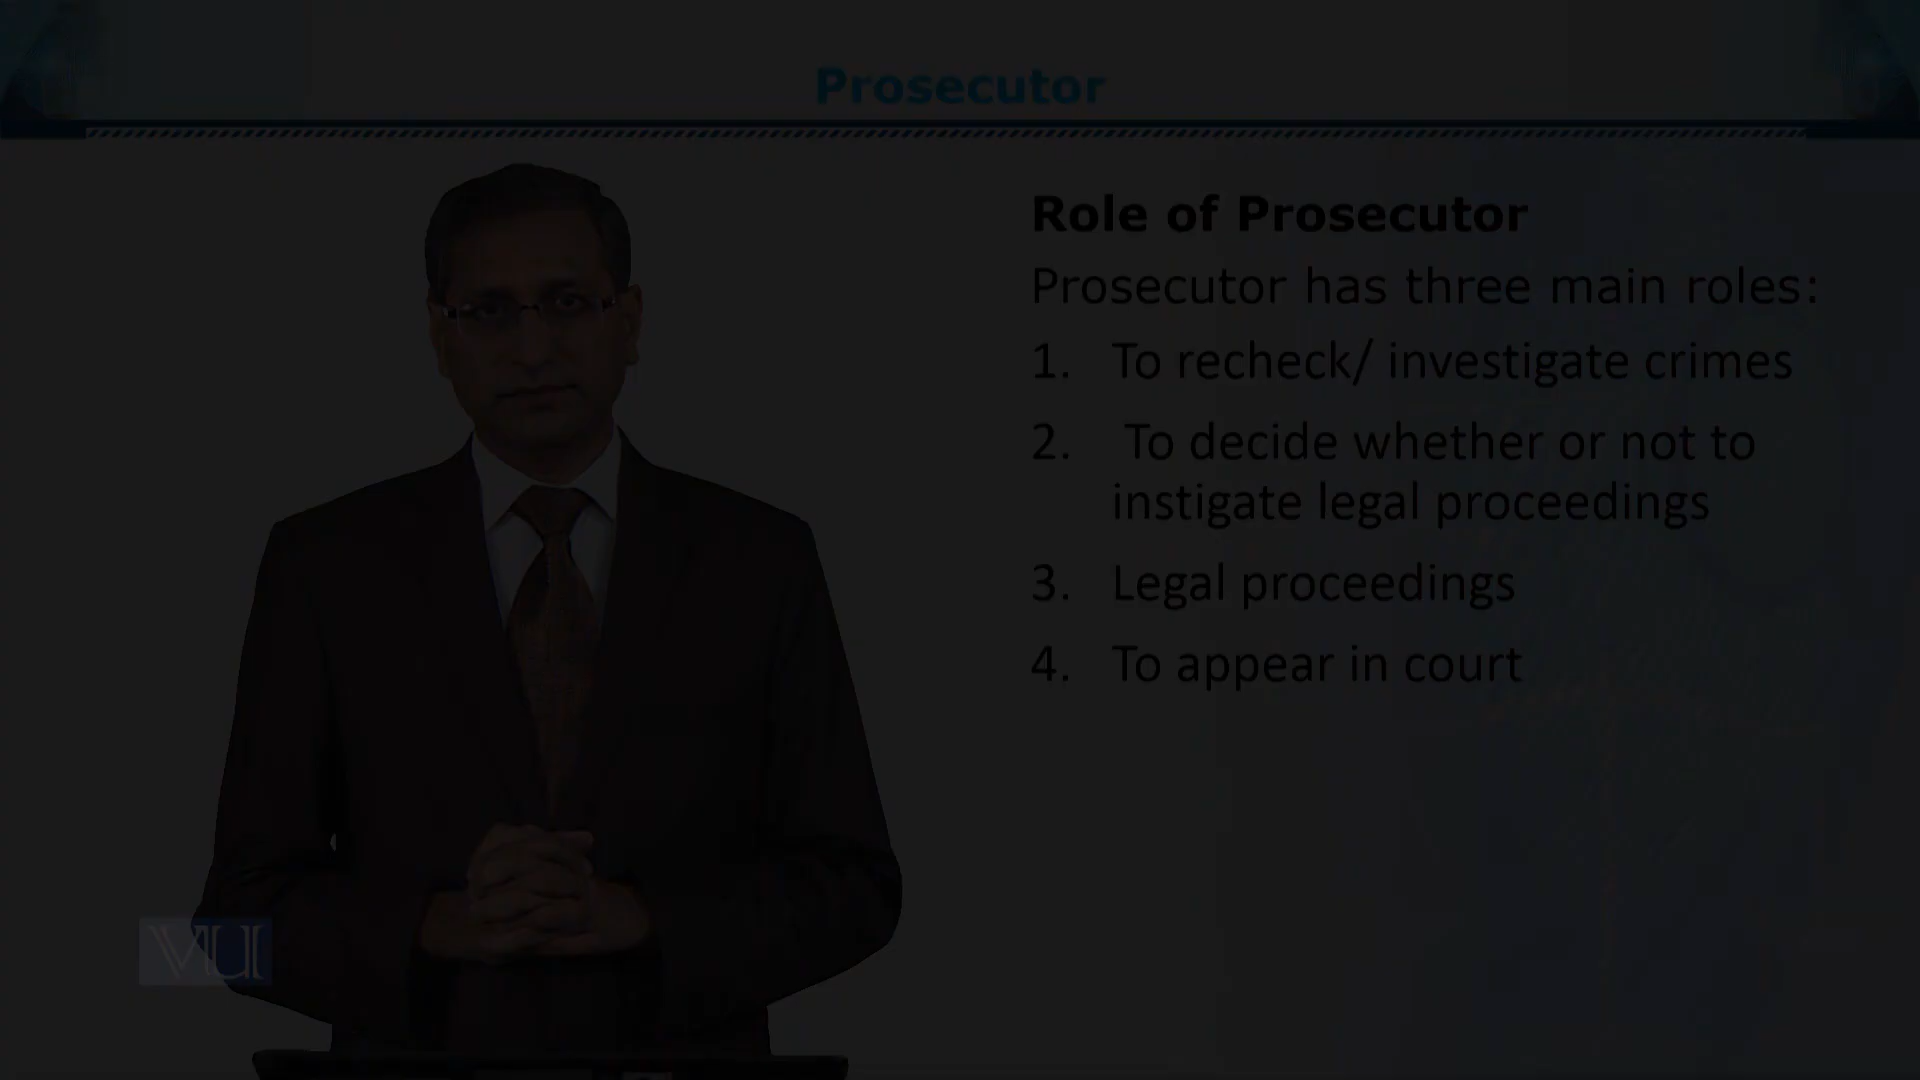 Prosecutor
Role of Prosecutor
Prosecutor has three main roles:
1. To recheck/ investigate crimes
2. To decide whether or not to
instigate legal proceedings
3. Legal proceedings
4. To appear in court
VU